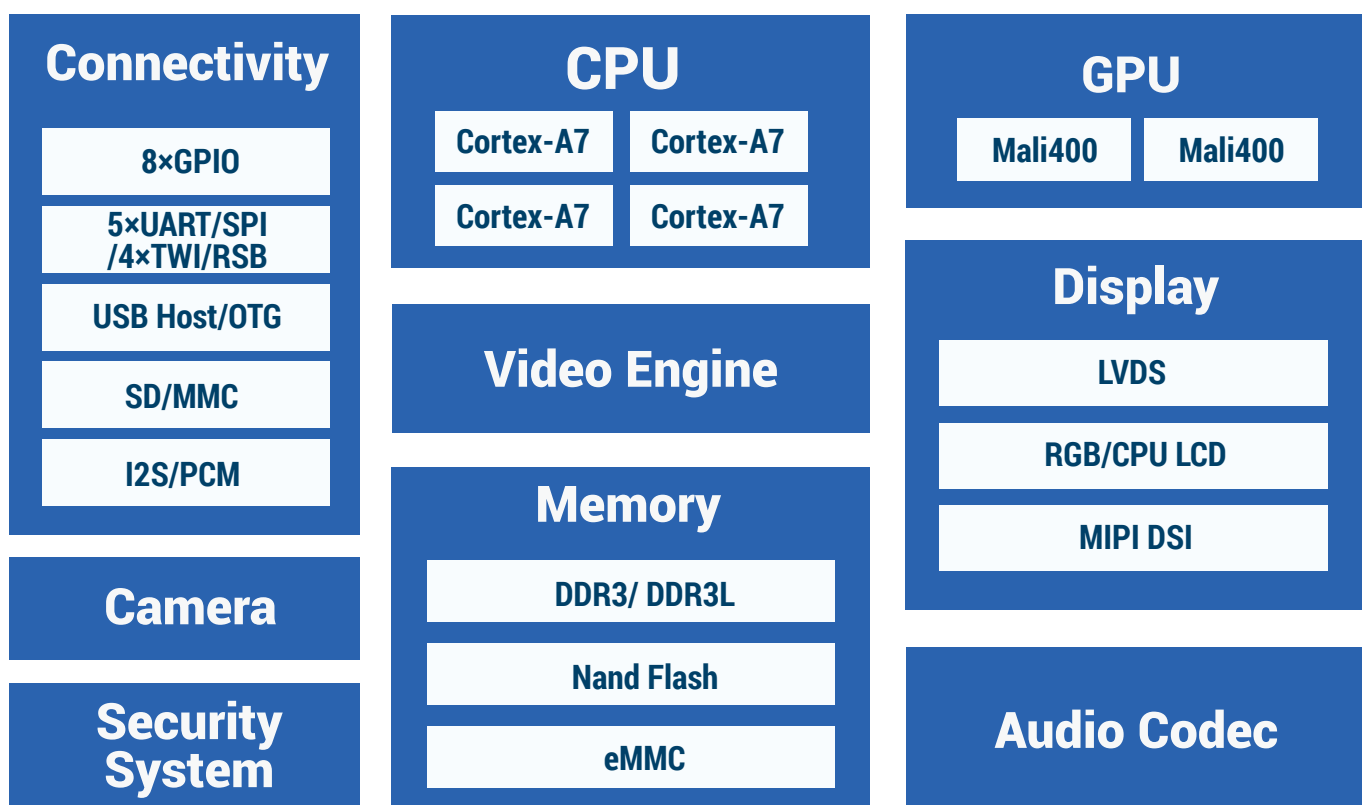 Connectivity
8×GPIO
5×UART/SPI
/4×TWI/RSB
USB Host/OTG
SD/MMC
I2S/PCM
Camera
Security
System
CPU
Cortex-A7
Cortex-A7
Cortex-A7
Cortex-A7
Video Engine
Memory
DDR3/ DDR3L
Nand Flash
eMMC
GPU
Mali400
Mali400
Display
LVDS
RGB/CPU LCD
MIPI DSI
Audio Codec